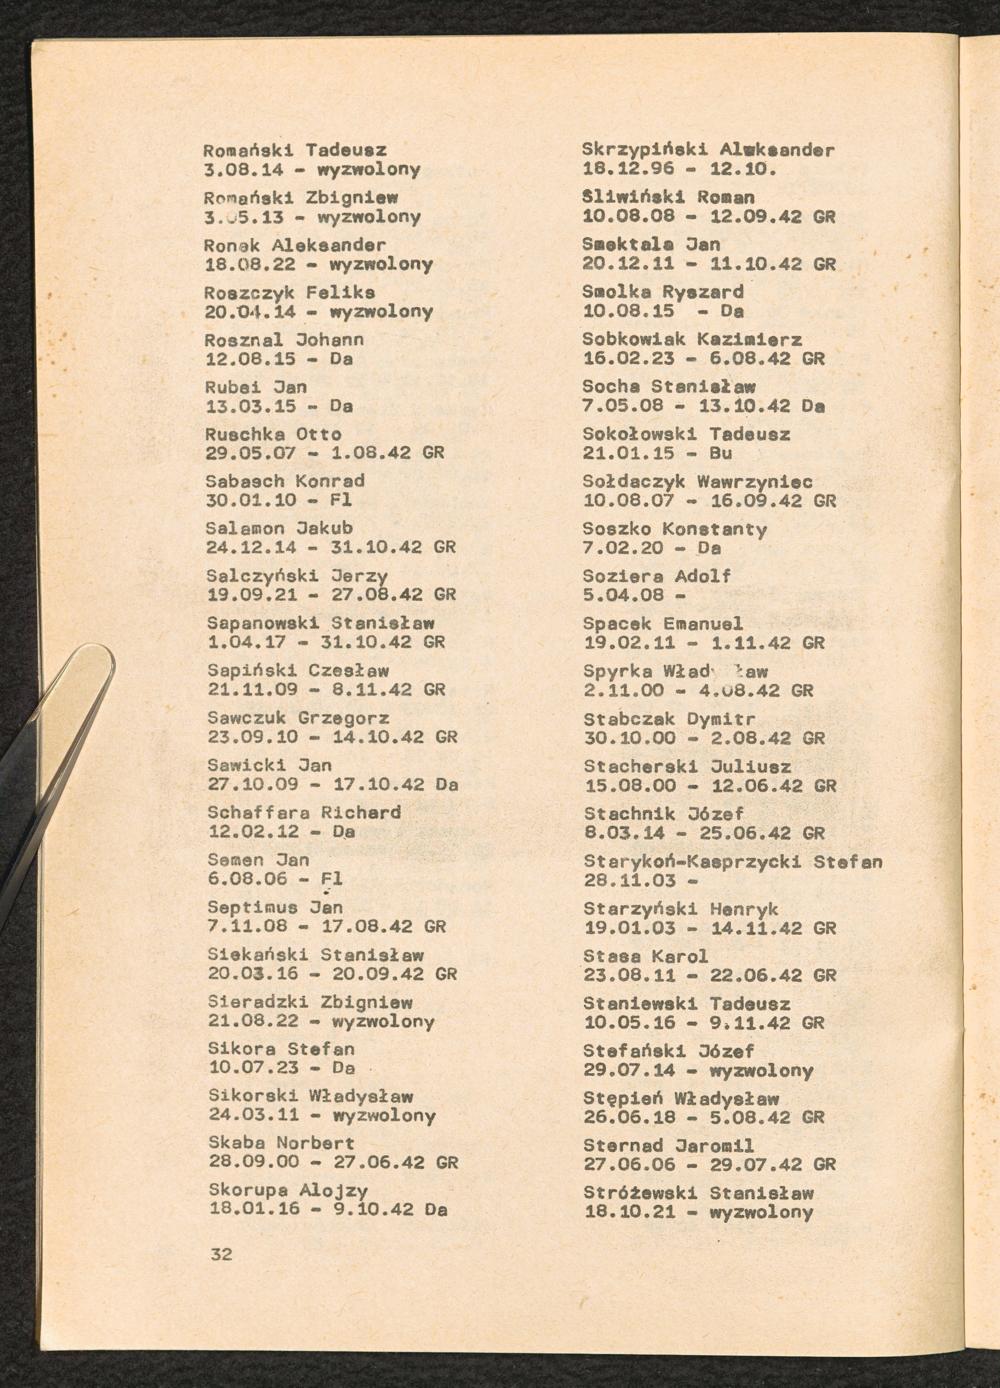 Romański Tadeusz
3.08.14 - wyzwolony
Romański Zbigniew
3.05.13 - wyzwolony
Ronek Aleksander
18.08.22 - wyzwolony
Roszczyk Feliks
20.04.14 - wyzwolony
Rosznal Johann
12.08.15 - Da
Rubei Jan
13.03.15 - Da
Ruschka Otto
29.05.07 - 1.08.42 GR
Sabasch Konrad
30.01.10 - Fl
Salamon Jakub
24.12.14 - 31.10.42 GR
Salczyński Jerzy
19.09.21 - 27.08.42 GR
Sapanowski Stanisław
1.04.17 - 31.10.42 GR
Sapiński Czesław
21.11.09 - 8.11.42 GR
Sawczuk Grzegorz
23.09.10 - 14.10.42 GR
Sawicki Jan
27.10.09 - 17.10.42 Da
Schaffara Richard
12.02.12 - Da
Semen Jan
6.08.06 - Fl
Septimus Jan
7.11.08 - 17.08.42 GR
Siekański Stanisław
20.03.16 - 20.09.42 GR
Sieradzki Zbigniew
21.08.22 - wyzwolony
Sikora Stefan
10.07.23 - Da
Sikorski Władysław
24.03.11 - wyzwolony
Skaba Norbert
28.09.00 - 27.06.42 GR
Skorupa Alojzy
18.01.16 - 9.10.42 Da
32
Skrzypiński Aleksander
18.12.96 - 12.10.
Śliwiński Roman
10.08.08 - 12.09.42 GR
Smektala Jan
20.12.11 - 11.10.42 GR
Smolka Ryszard
10.08.15 - Da
Sobkowiak Kazimierz
16.02.23 - 6.08.42 GR
Socha Stanisław
7.05.08 - 13.10.42 Da
Sokołowski Tadeusz
21.01.15 - Bu
Sołdaczyk Wawrzyniec
10.08.07 - 16.09.42 GR
Soszko Konstanty
7.02.20 - Da
Soziera Adolf
5.04.08 -
Spacek Emanuel
19.02.11 - 1.11.42 GR
Spyrka
2.11.00 - 4.08.42 GR
Stabczak Dymitr
30.10.00 - 2.08.42 GR
Stacherski Juliusz
15.08.00 - 12.06.42 GR
Stachnik Józef
8.03.14 - 25.06.42 GR
Starykoń-Kasprzycki Stefan
28.11.03 -
Starzyński Henryk
19.01.03 - 14.11.42 GR
Stasa Karol
23.08.11 - 22.06.42 GR
Staniewski Tadeusz
10.05.16 - 9.11.42 GR
Stefański Józef
29.07.14 - wyzwolony
Stępień Władysław
26.06.18 - 5.08.42 GR
Sternad Jaromil
27.06.06 - 29.07.42 GR
Stróżewski Stanisław
18.10.21 - wyzwolony